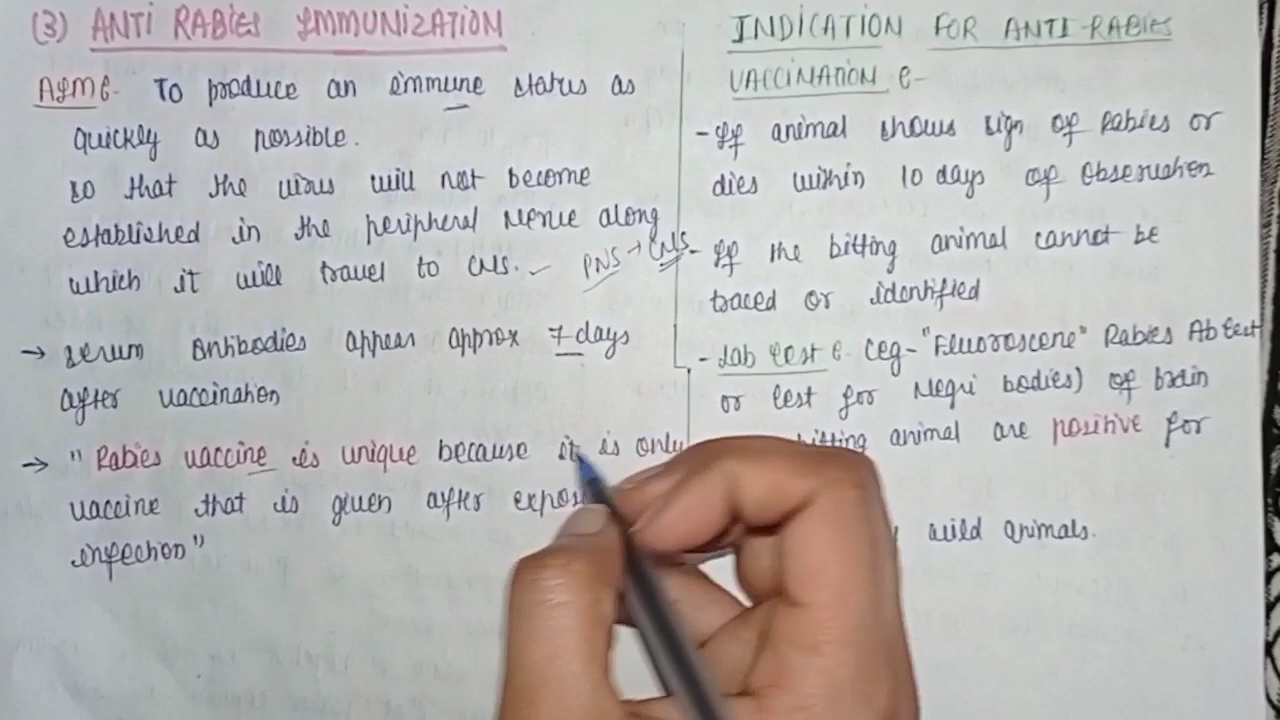 (3) ANTI RABIES IMMUNIZATION
AIM:- To produce an immune status as
quickly as possible.
so that the virus will not become
established in the peripheral nerve along
which it will travel to CNS. - PNS → CNS
→ serum Antibodies appear approx 7 days
after vaccination
→ "Rabies vaccine is unique because it is only
vaccine that is given after
infection"
INDICATION FOR ANTI-RABIES
VACCINATION :-
- If animal shows sign of Rabies or
dies within 10 days of Observation
- If the bitting animal cannot be
traced or identified
- Lab test :- (eg- "Fluoroscene" Rabies Ab test
or test for Negri bodies) of brain
bitting animal are positive for
wild animals.